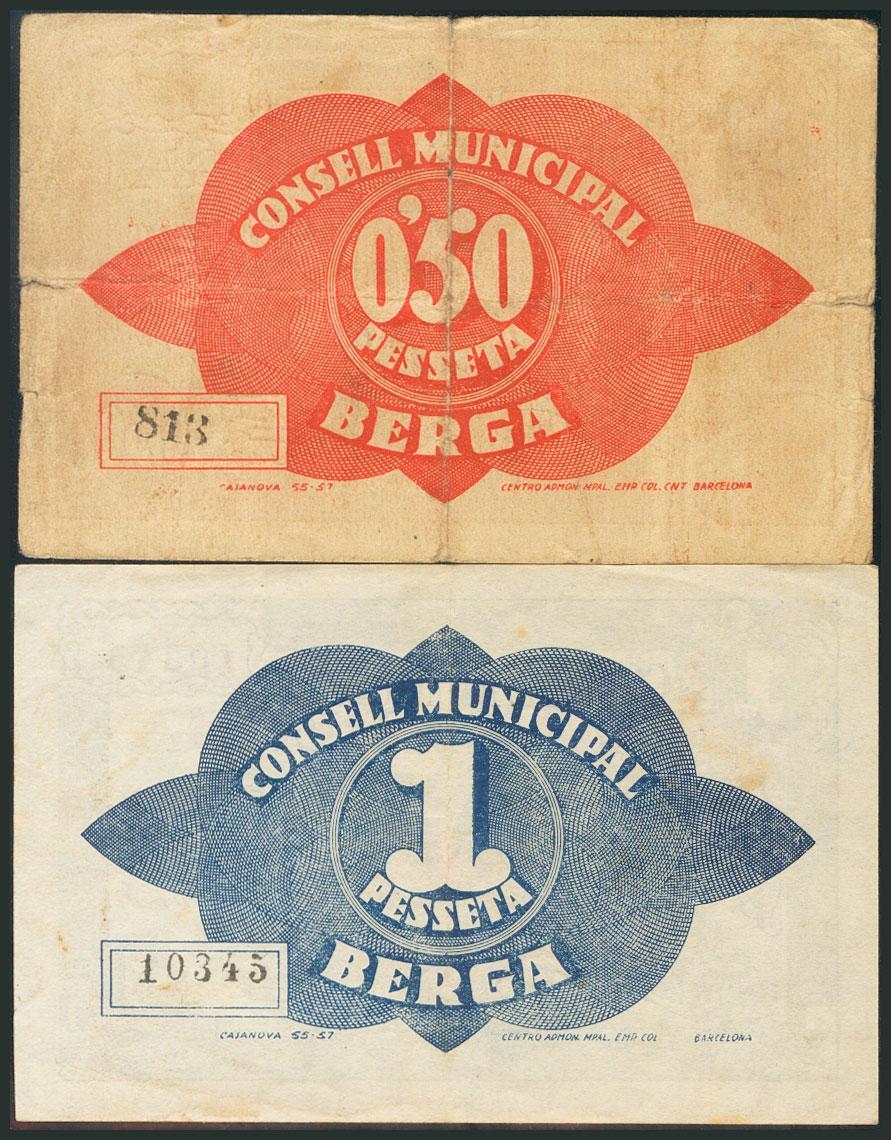 CONSELL MUNICIPAL
0'50
PESSETA
BERGA
813
CASANOVA 55-57 CENTRO ADMON. MPAL. EMP COL. CNT BARCELONA
CONSELL MUNICIPAL
1
PESSETA
BERGA
10345
CASANOVA 55-57 CENTRO ADMON. MPAL. EMP COL BARCELONA